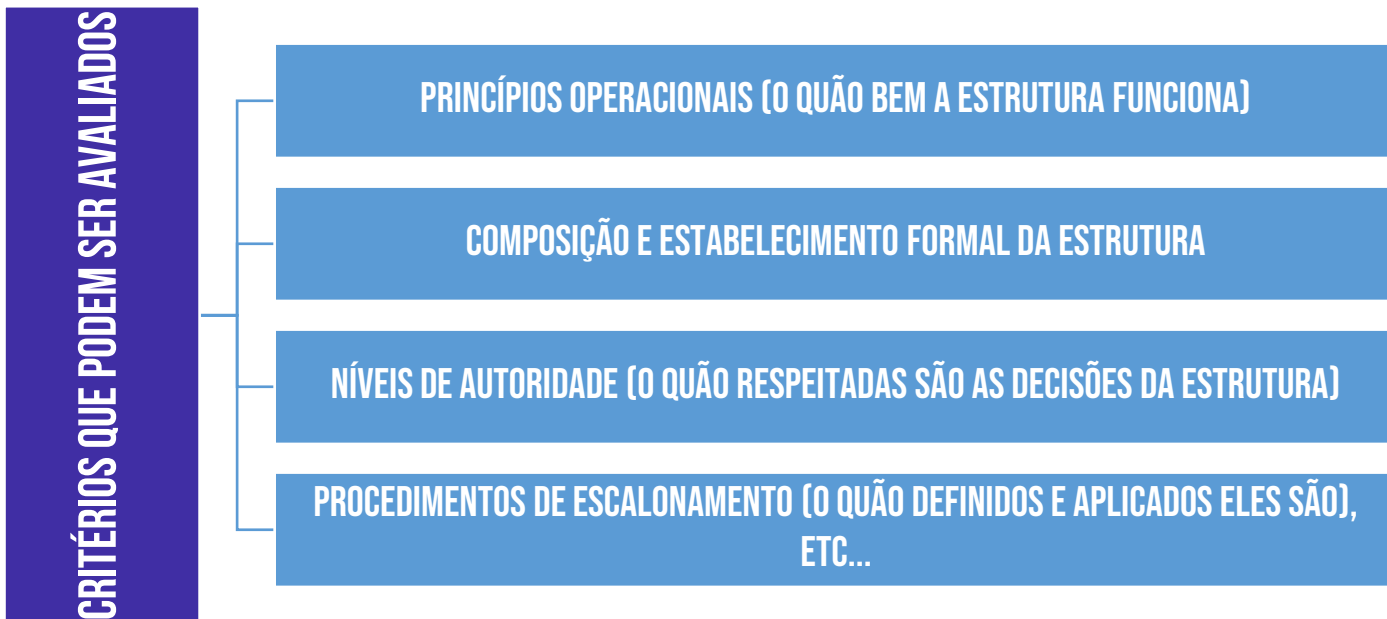 CRITÉRIOS QUE PODEM SER AVALIADOS
PRINCÍPIOS OPERACIONAIS (O QUÃO BEM A ESTRUTURA FUNCIONA)
COMPOSIÇÃO E ESTABELECIMENTO FORMAL DA ESTRUTURA
NÍVEIS DE AUTORIDADE (O QUÃO RESPEITADAS SÃO AS DECISÕES DA ESTRUTURA)
PROCEDIMENTOS DE ESCALONAMENTO (O QUÃO DEFINIDOS E APLICADOS ELES SÃO),
ETC...